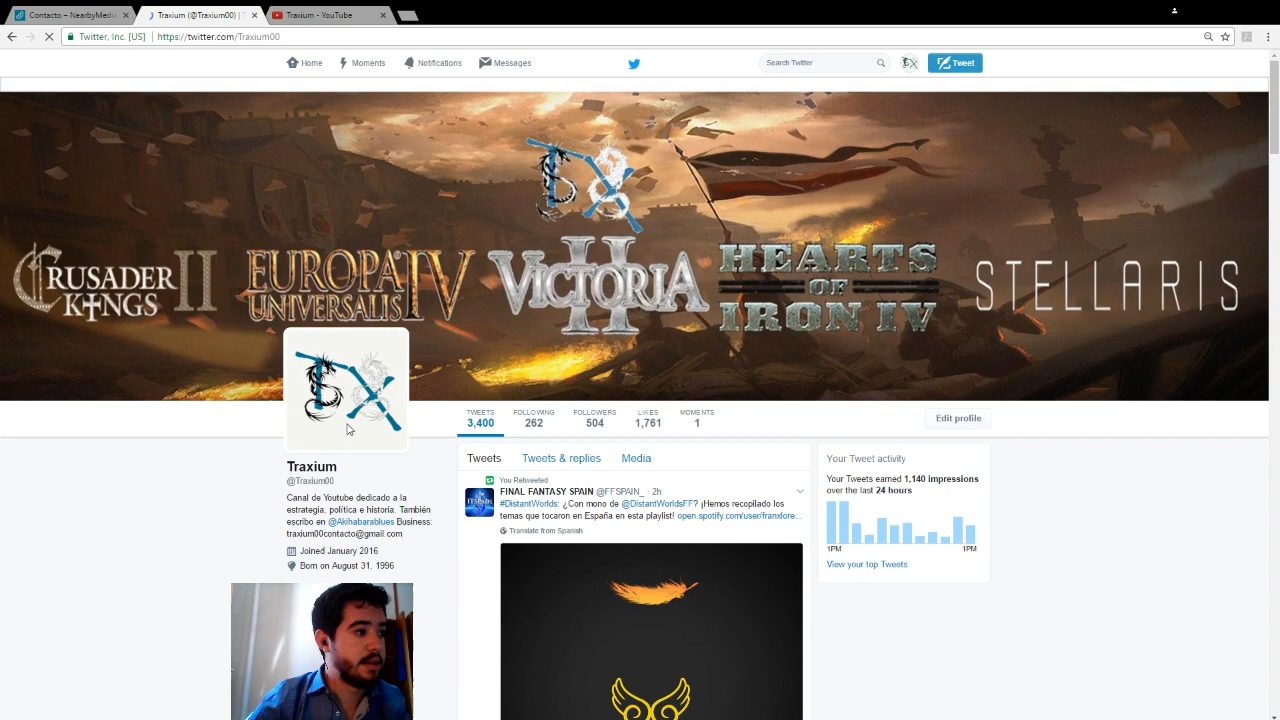 Contacto – NearbyMedi
Traxium (@Traxium00) | T
Traxium - YouTube
Twitter, Inc. [US]
https://twitter.com/Traxium00
Home
Moments
Notifications
Messages
Search Twitter
Tweet
CRUSADER KINGS II
EUROPA UNIVERSALIS IV
VICTORIA II
HEARTS
OF
IRON IV
STELLARIS
TWEETS
3,400
FOLLOWING
262
FOLLOWERS
504
LIKES
1,761
MOMENTS
1
Edit profile
Traxium
@Traxium00
Canal de Youtube dedicado a la
estrategia, política e historia. También
escribo en @Akihabarablues Business:
traxium00contacto@gmail.com
Joined January 2016
Born on August 31, 1996
Tweets
Tweets & replies
Media
You Retweeted
FINAL FANTASY SPAIN @FFSPAIN_ · 2h
#DistantWorlds: ¿Con mono de @DistantWorldsFF? ¡Hemos recopilado los
temas que tocaron en España en esta playlist! open.spotify.com/user/franxlore...
Translate from Spanish
Your Tweet activity
Your Tweets earned 1,140 impressions
over the last 24 hours
1PM
1PM
View your top Tweets